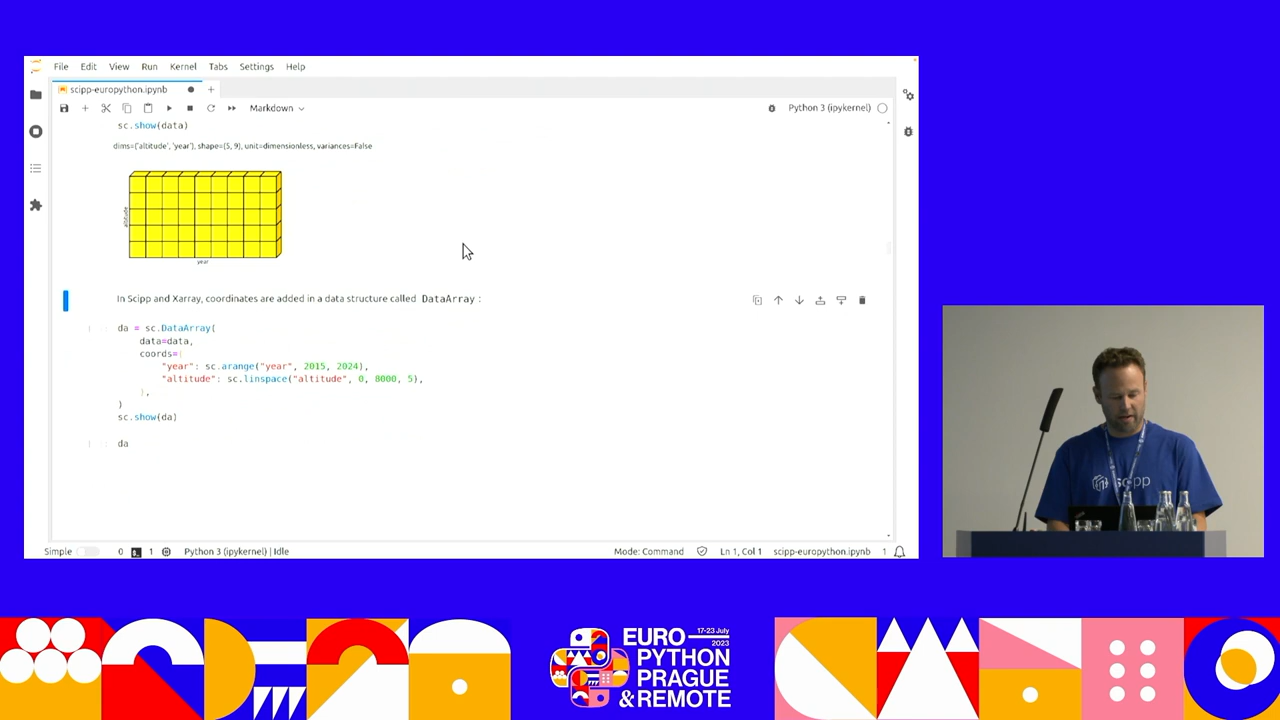 File Edit View Run Kernel Tabs Settings Help
scipp-europython.ipynb
Markdown
Python 3 (ipykernel)
sc.show(data)
dims=('altitude', 'year'), shape=(5, 9), unit=dimensionless, variances=False
altitude
year
In Scipp and Xarray, coordinates are added in a data structure called DataArray:
da = sc.DataArray(
data=data,
coords={
"year": sc.arange("year", 2015, 2024),
"altitude": sc.linspace("altitude", 0, 8000, 5),
},
)
sc.show(da)
da
Simple 0 1 Python 3 (ipykernel) | Idle Mode: Command Ln 1, Col 1 scipp-europython.ipynb 1
scipp
EURO 17-23 July 2023
PYTHON
PRAGUE
& REMOTE